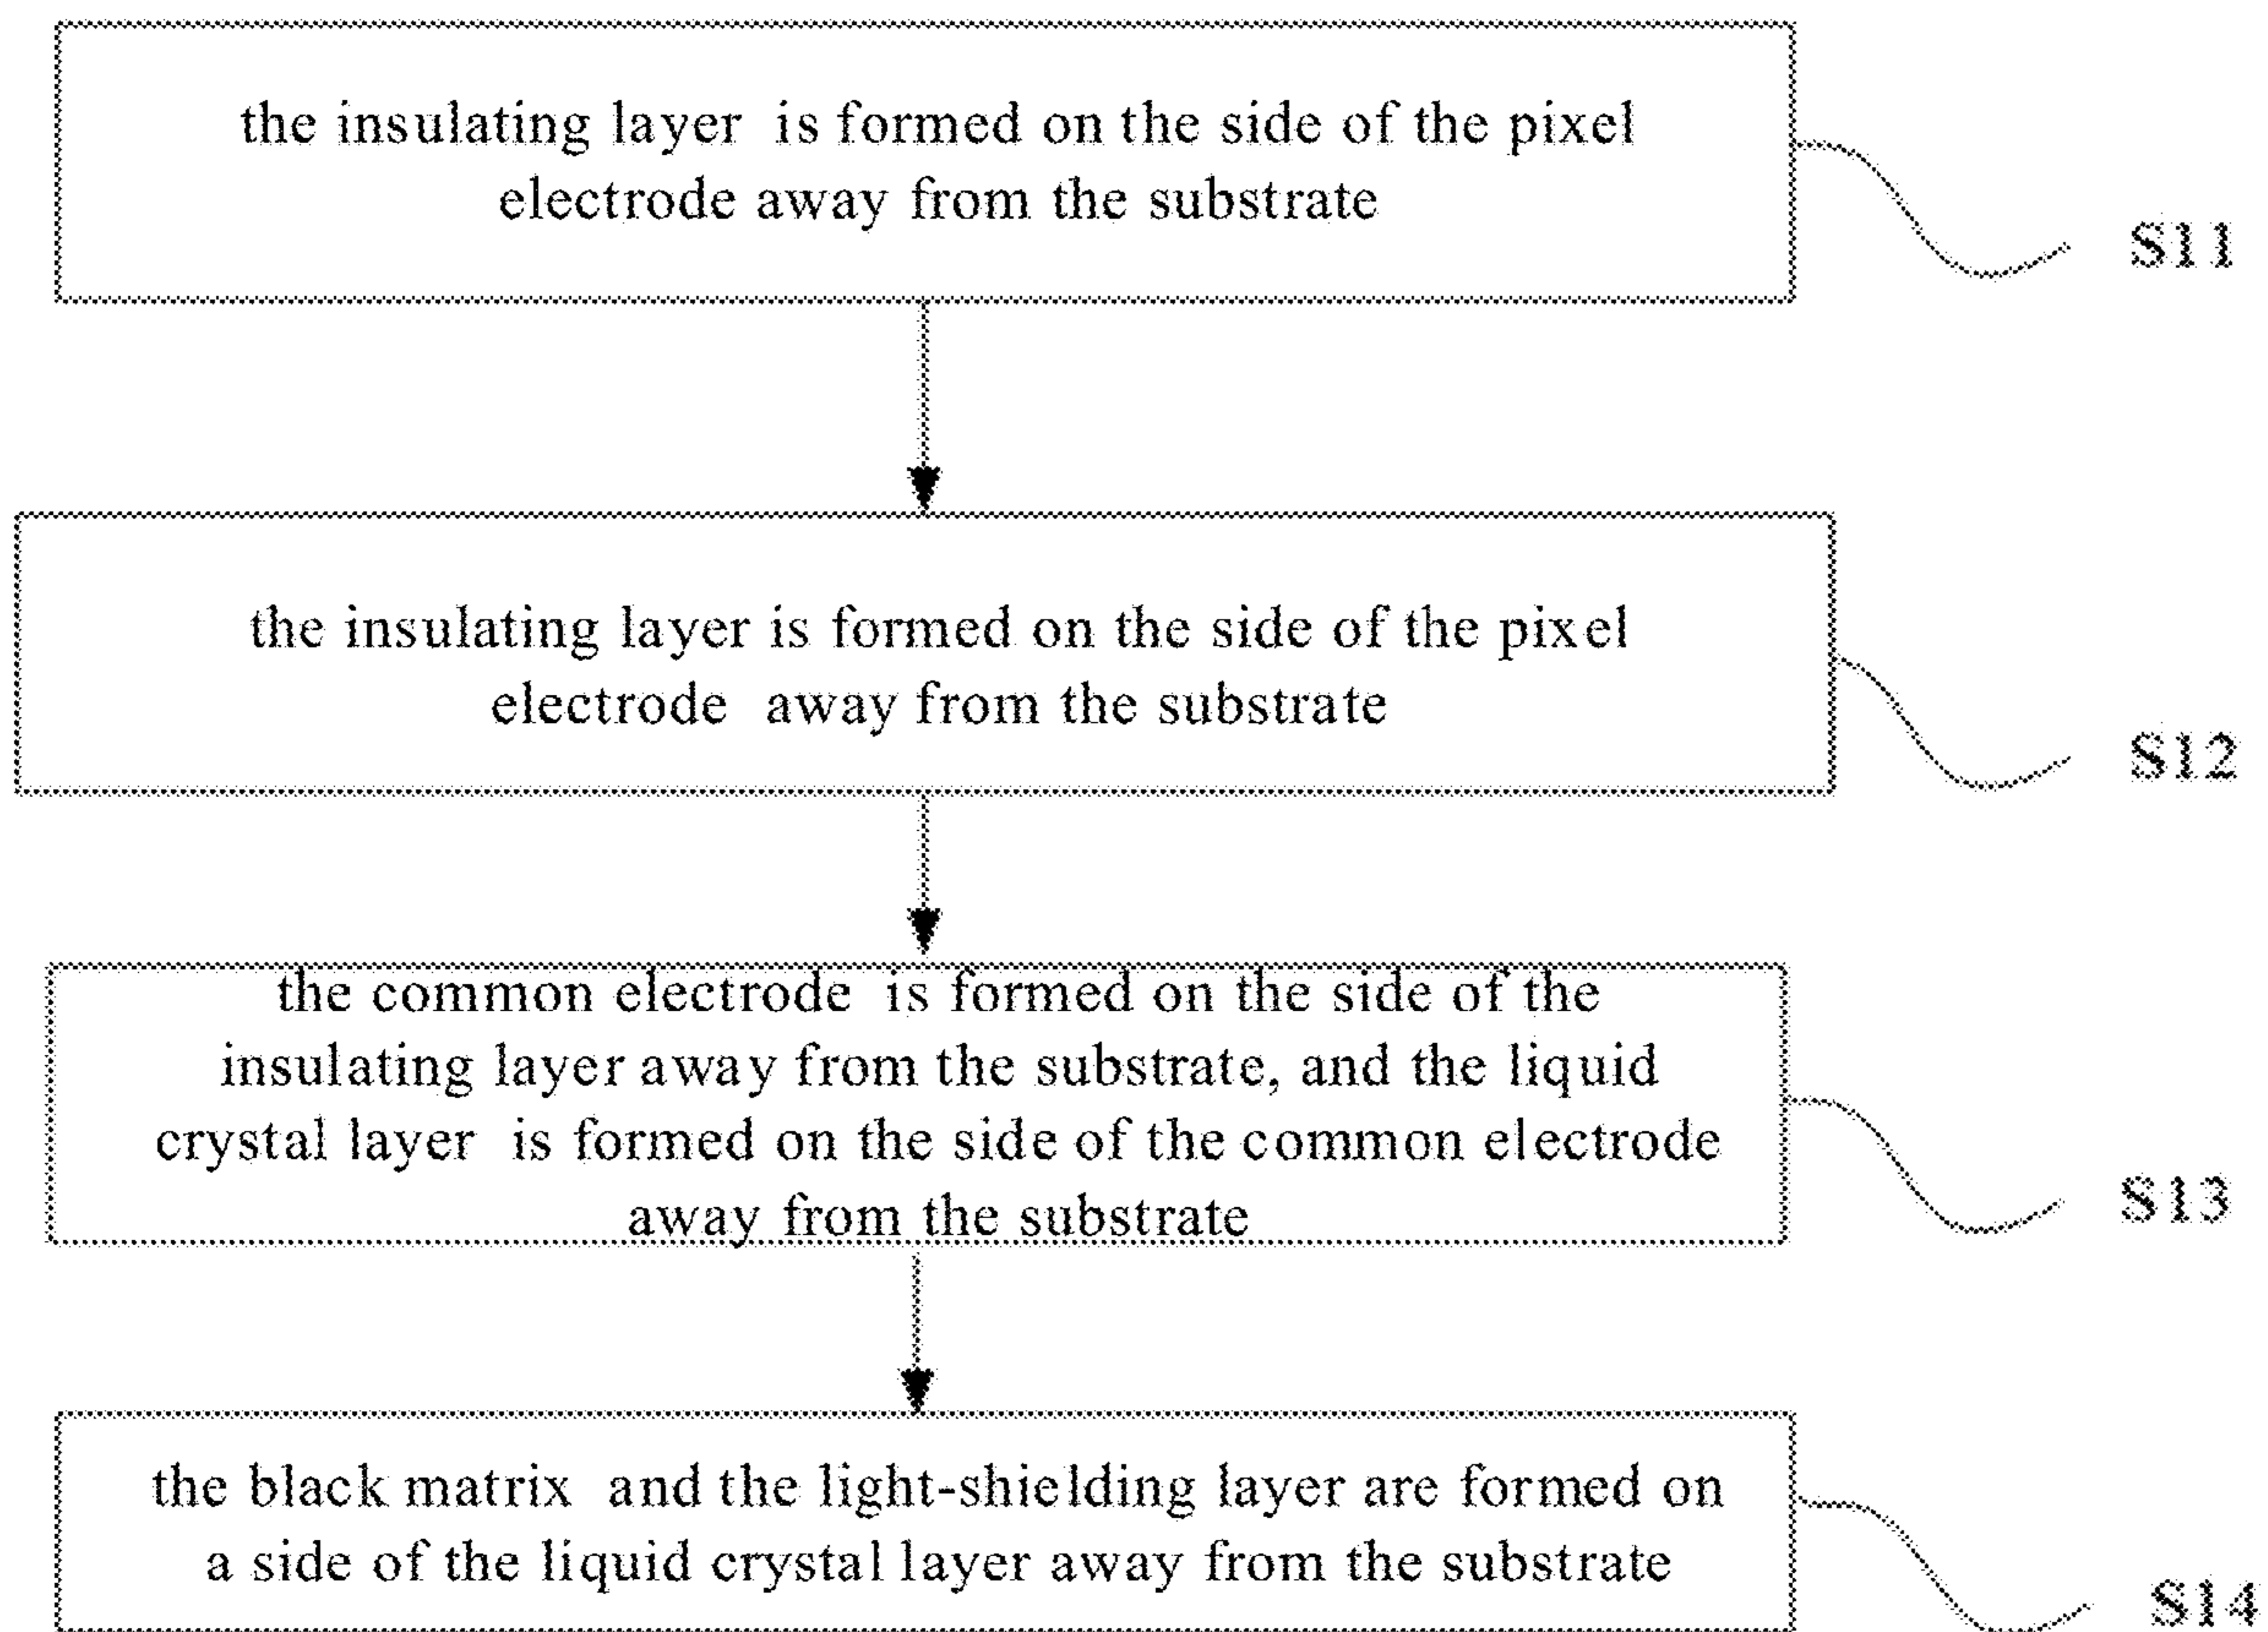 the insulating layer is formed on the side of the pixel
electrode away from the substrate
S11
the insulating layer is formed on the side of the pixel
electrode away from the substrate
S12
the common electrode is formed on the side of the
insulating layer away from the substrate, and the liquid
crystal layer is formed on the side of the common electrode
away from the substrate
S13
the black matrix and the light-shielding layer are formed on
a side of the liquid crystal layer away from the substrate
S14